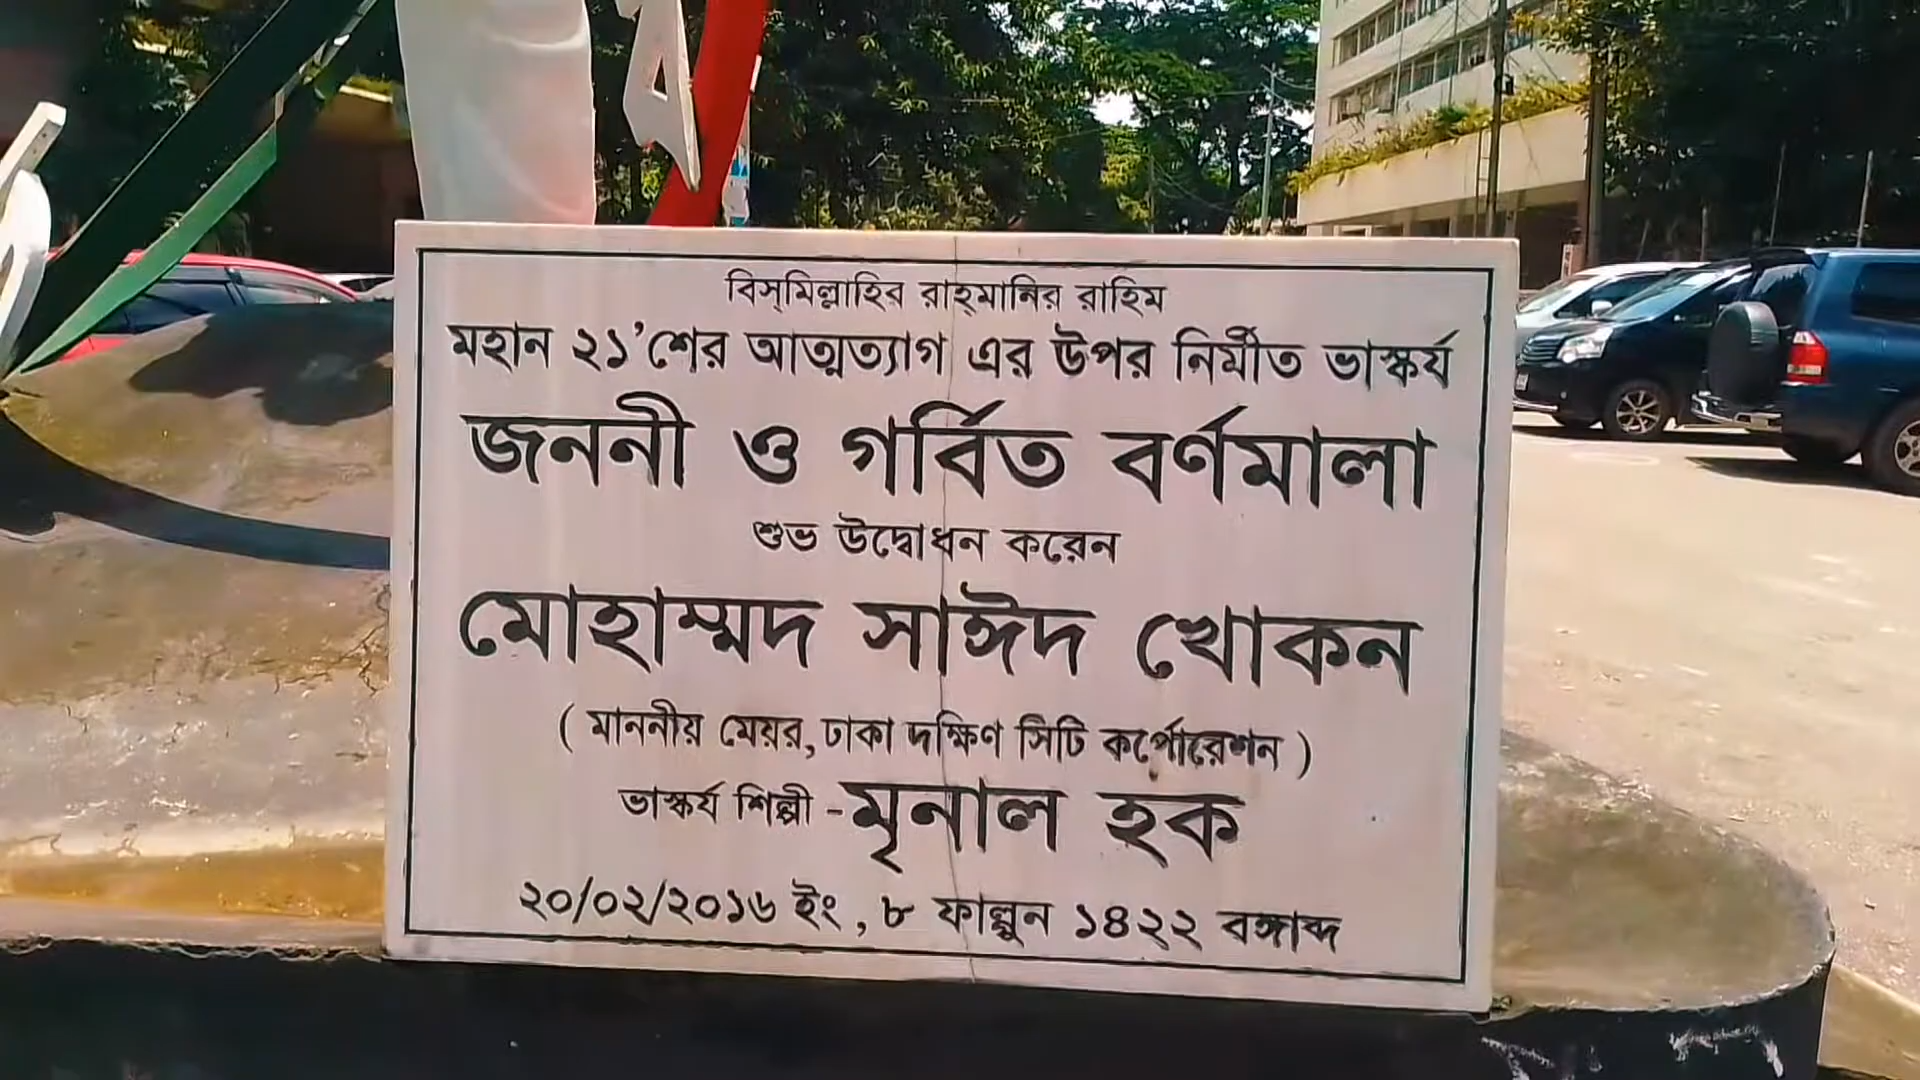 বিস্‌মিল্লাহির রাহ্‌মানির রাহিম
মহান ২১'শের আত্মত্যাগ এর উপর নির্মীত ভাস্কর্য
জননী ও গর্বিত বর্ণমালা
শুভ উদ্বোধন করেন
মোহাম্মদ সাঈদ খোকন
( মাননীয় মেয়র, ঢাকা দক্ষিণ সিটি কর্পোরেশন )
ভাস্কর্য শিল্পী - মৃনাল হক
২০/০২/২০১৬ ইং, ৮ ফাল্গুন ১৪২২ বঙ্গাব্দ